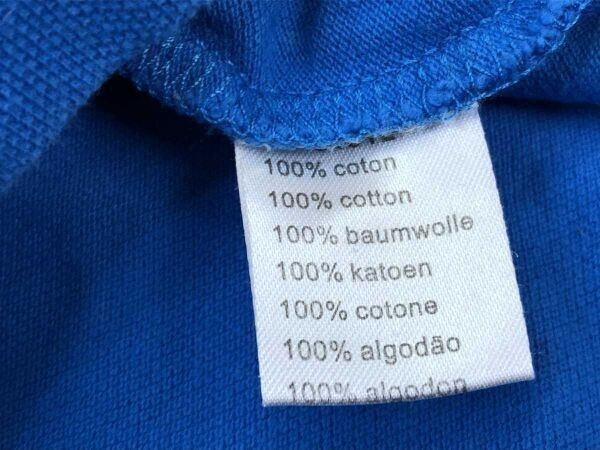 100% coton
100% cotton
100% baumwolle
100% katoen
100% cotone
100% algodão
100% algodon